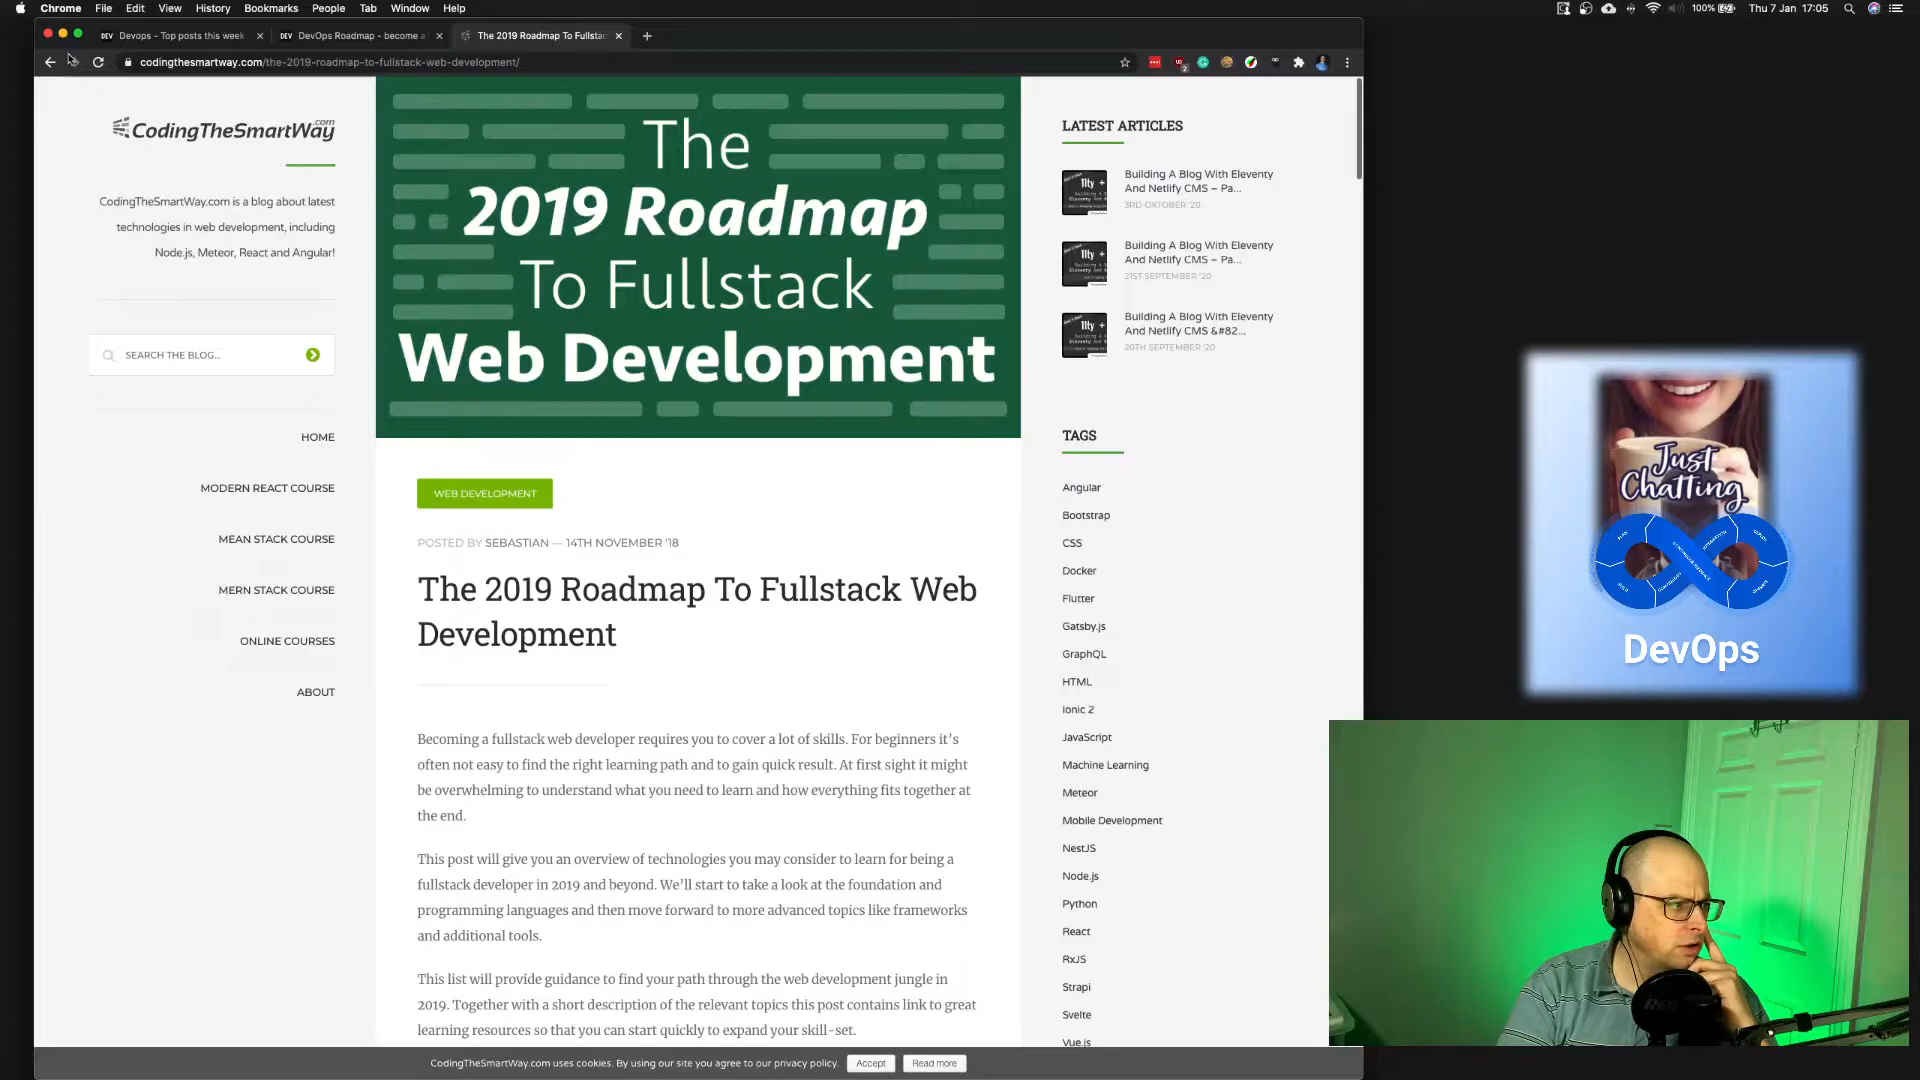 Chrome File Edit View History Bookmarks People Tab Window Help
100% Thu 7 Jan 17:05
DEV Devops - Top posts this week
DEV DevOps Roadmap - become a
The 2019 Roadmap To Fullstac
codingthesmartway.com/the-2019-roadmap-to-fullstack-web-development/
2
CodingTheSmartWay.com
CodingTheSmartWay.com is a blog about latest
technologies in web development, including
Node.js, Meteor, React and Angular!
SEARCH THE BLOG...
HOME
MODERN REACT COURSE
MEAN STACK COURSE
MERN STACK COURSE
ONLINE COURSES
ABOUT
The
2019 Roadmap
To Fullstack
Web Development
WEB DEVELOPMENT
POSTED BY SEBASTIAN — 14TH NOVEMBER '18
The 2019 Roadmap To Fullstack Web
Development
Becoming a fullstack web developer requires you to cover a lot of skills. For beginners it's
often not easy to find the right learning path and to gain quick result. At first sight it might
be overwhelming to understand what you need to learn and how everything fits together at
the end.
This post will give you an overview of technologies you may consider to learn for being a
fullstack developer in 2019 and beyond. We'll start to take a look at the foundation and
programming languages and then move forward to more advanced topics like frameworks
and additional tools.
This list will provide guidance to find your path through the web development jungle in
2019. Together with a short description of the relevant topics this post contains link to great
learning resources so that you can start quickly to expand your skill-set.
LATEST ARTICLES
11ty +
Building A Blog With Eleventy
And Netlify CMS – Pa...
3RD OKTOBER '20
11ty +
Building A Blog With Eleventy
And Netlify CMS – Pa...
21ST SEPTEMBER '20
11ty +
Building A Blog With Eleventy
And Netlify CMS &#82...
20TH SEPTEMBER '20
TAGS
Angular
Bootstrap
CSS
Docker
Flutter
Gatsby.js
GraphQL
HTML
Ionic 2
JavaScript
Machine Learning
Meteor
Mobile Development
NestJS
Node.js
Python
React
RxJS
Strapi
Svelte
Vue.js
CodingTheSmartWay.com uses cookies. By using our site you agree to our privacy policy. Accept Read more
Just
Chatting
DevOps